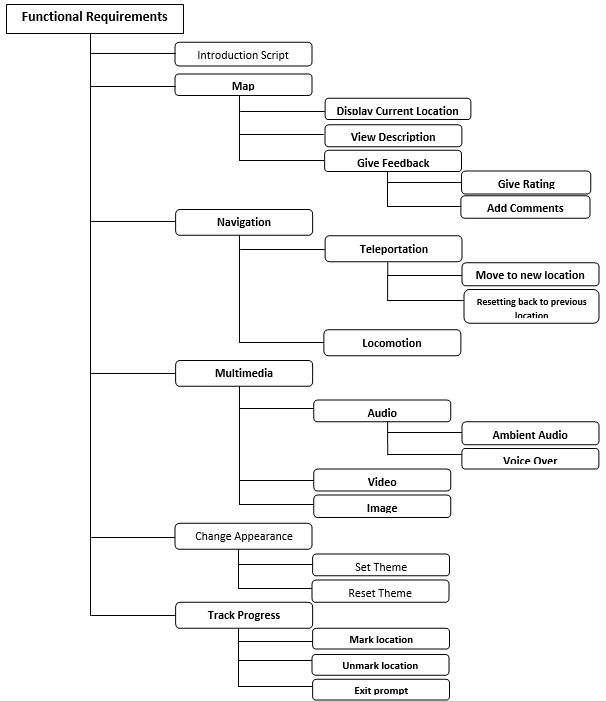 Functional Requirements
Introduction Script
Map
Display Current Location
View Description
Give Feedback
Give Rating
Add Comments
Navigation
Teleportation
Move to new location
Resetting back to previous
location
Locomotion
Multimedia
Audio
Ambient Audio
Voice Over
Video
Image
Change Appearance
Set Theme
Reset Theme
Track Progress
Mark location
Unmark location
Exit prompt